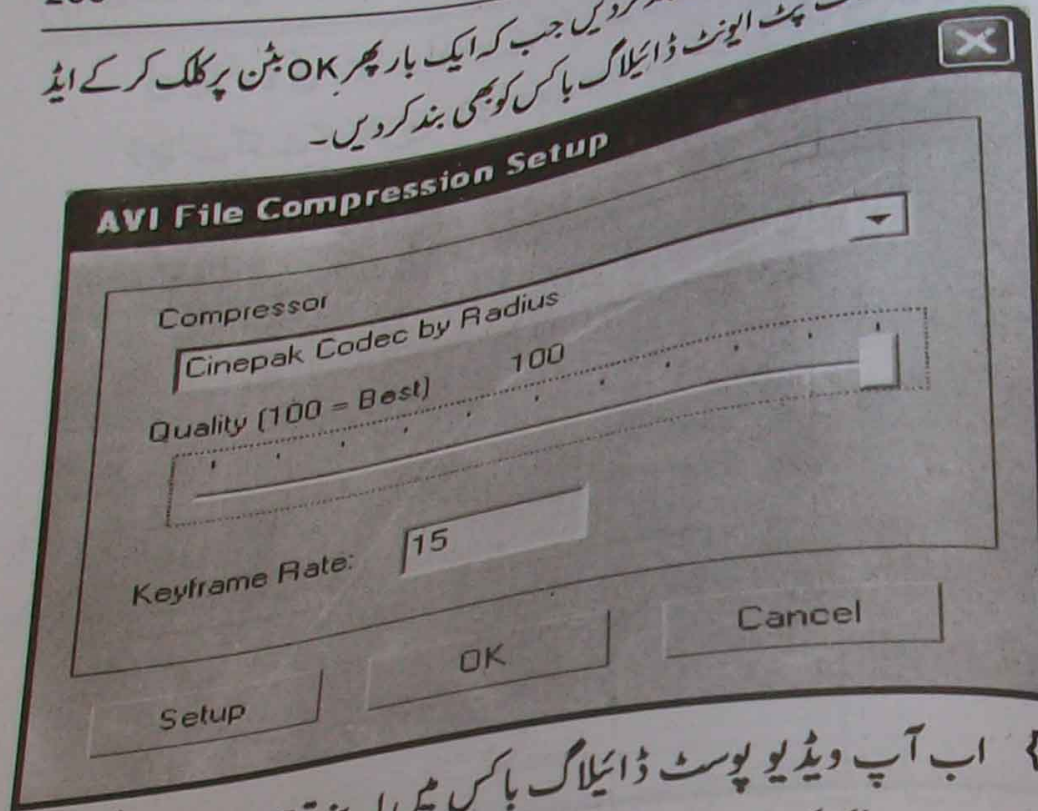 کردیں جب کہ ایک بار پھر OK بٹن پر کلک کر کے ایڈ
پٹ ایونٹ ڈائیلاگ باکس کو بھی بند کردیں۔
AVI File Compression Setup
Compressor
Cinepak Codec by Radius
Quality (100 = Best) 100
Keyframe Rate: 15
Setup OK Cancel
اب آپ ویڈیو پوسٹ ڈائیلاگ باکس میں